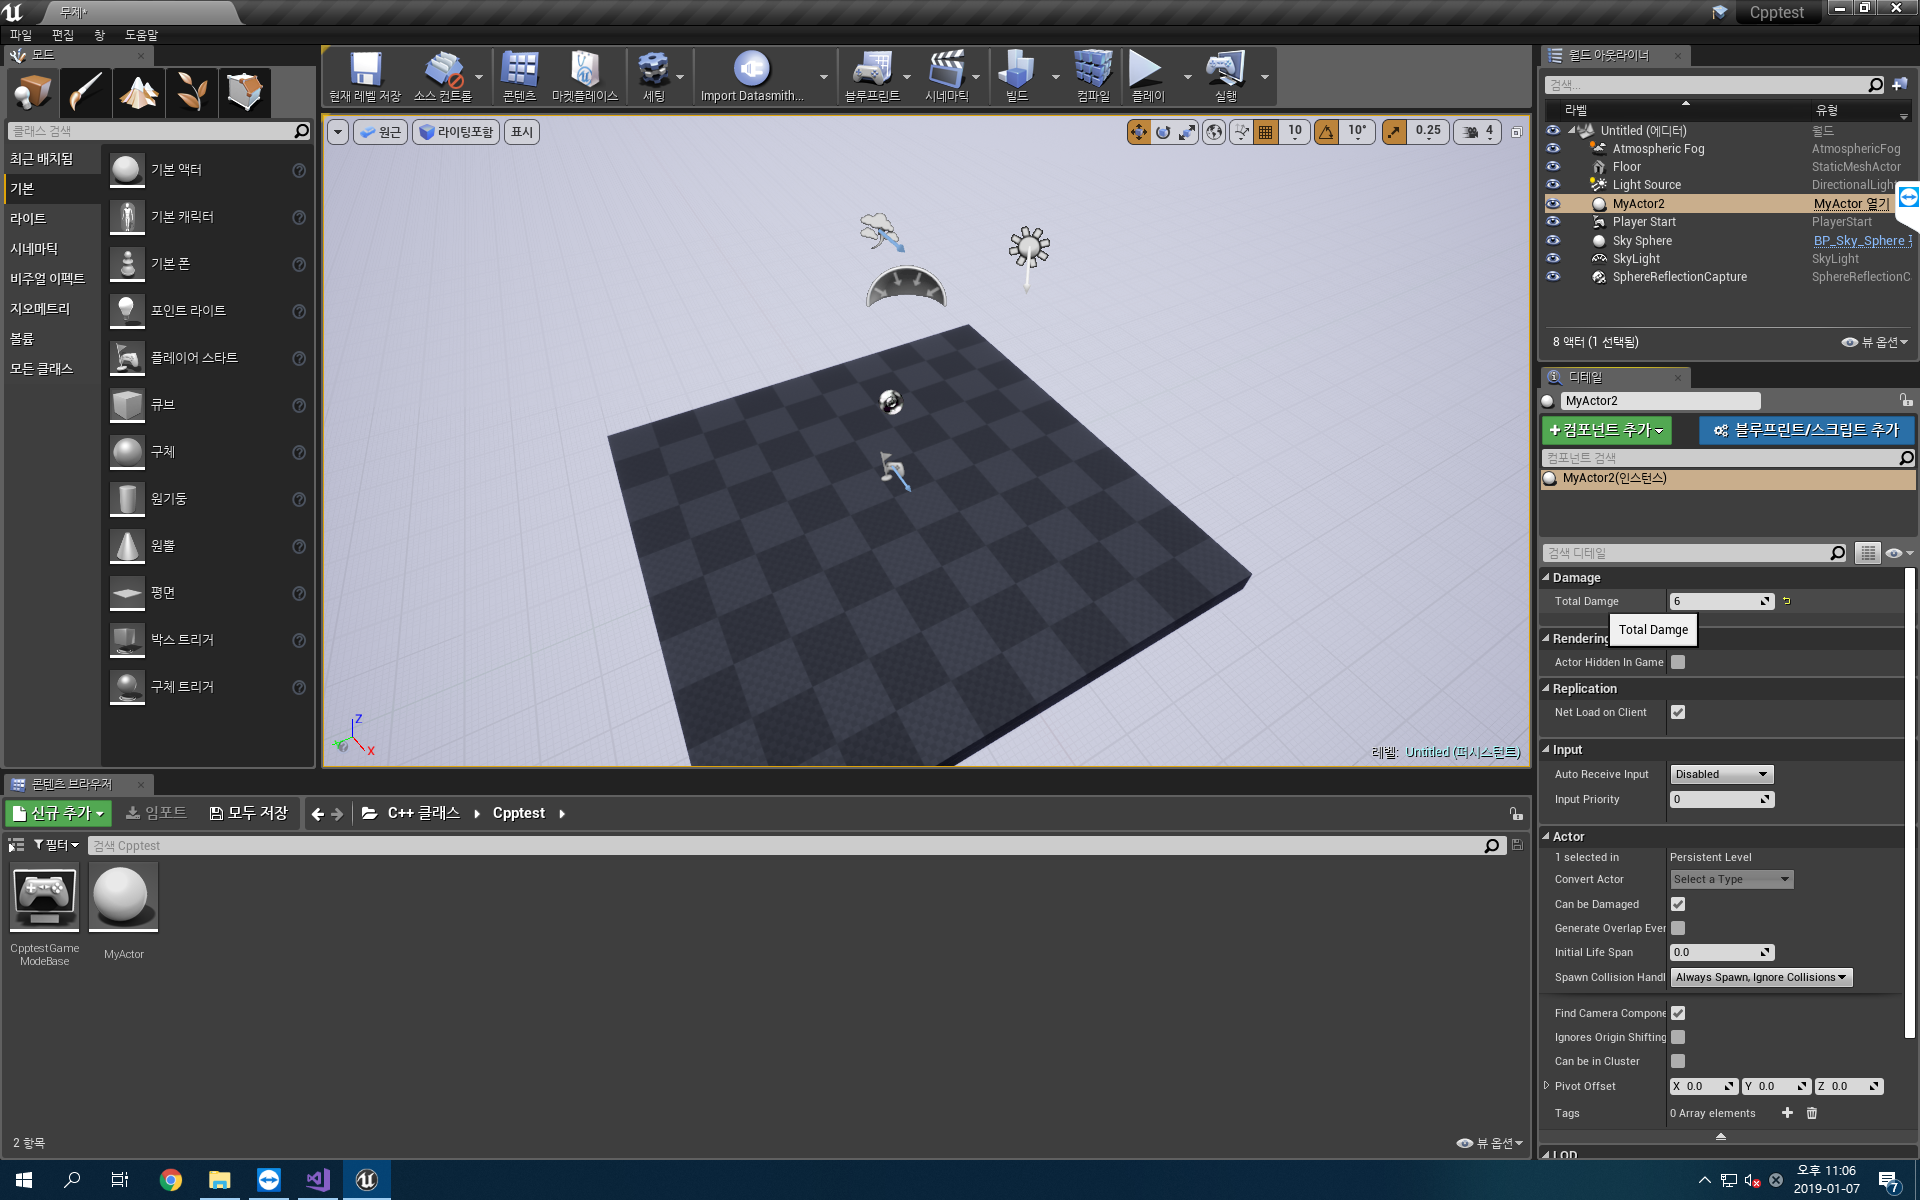 무제*
Cpptest
파일 편집 창 도움말
모드
클래스 검색
최근 배치됨
기본
라이트
시네마틱
비주얼 이펙트
지오메트리
볼륨
모든 클래스
기본 액터
기본 캐릭터
기본 폰
포인트 라이트
플레이어 스타트
큐브
구체
원기둥
원뿔
평면
박스 트리거
구체 트리거
현재 레벨 저장
소스 컨트롤
콘텐츠
마켓플레이스
세팅
Import Datasmith...
블루프린트
시네마틱
빌드
컴파일
플레이
실행
원근
라이팅포함
표시
10
10°
0.25
4
Z
X
레벨: Untitled (퍼시스턴트)
월드 아웃라이너
검색...
라벨 유형
Untitled (에디터) 월드
Atmospheric Fog AtmosphericFog
Floor StaticMeshActor
Light Source DirectionalLight
MyActor2 MyActor 열기
Player Start PlayerStart
Sky Sphere BP_Sky_Sphere
SkyLight SkyLight
SphereReflectionCapture SphereReflectionC
8 액터 (1 선택됨)
뷰 옵션
디테일
MyActor2
+컴포넌트 추가
블루프린트/스크립트 추가
컴포넌트 검색
MyActor2(인스턴스)
검색 디테일
Damage
Total Damge 6
Total Damge
Rendering
Actor Hidden In Game
Replication
Net Load on Client
Input
Auto Receive Input Disabled
Input Priority 0
Actor
1 selected in Persistent Level
Convert Actor Select a Type
Can be Damaged
Generate Overlap Ever
Initial Life Span 0.0
Spawn Collision Handl Always Spawn, Ignore Collisions
Find Camera Compone
Ignores Origin Shifting
Can be in Cluster
Pivot Offset X 0.0 Y 0.0 Z 0.0
Tags 0 Array elements
LOD
콘텐츠 브라우저
신규 추가
임포트
모두 저장
C++ 클래스
Cpptest
필터
검색 Cpptest
CpptestGame
ModeBase
MyActor
2 항목
뷰 옵션
오후 11:06
2019-01-07
7